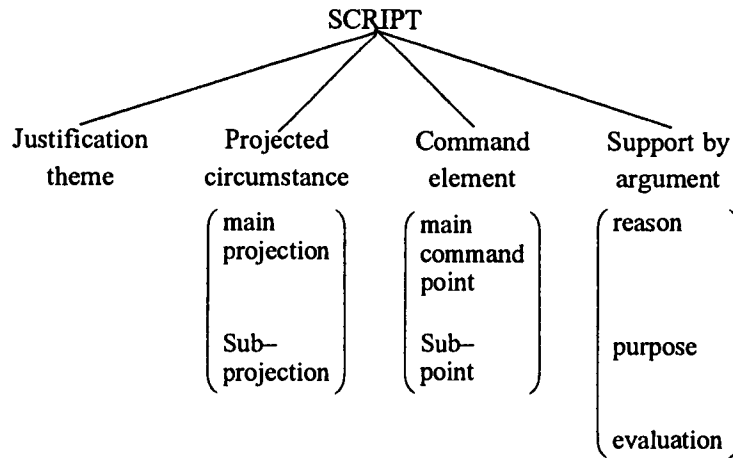 SCRIPT
Justification
theme
Projected
circumstance
Command
element
Support by
argument
main
projection
Sub–
projection
main
command
point
Sub–
point
reason
purpose
evaluation